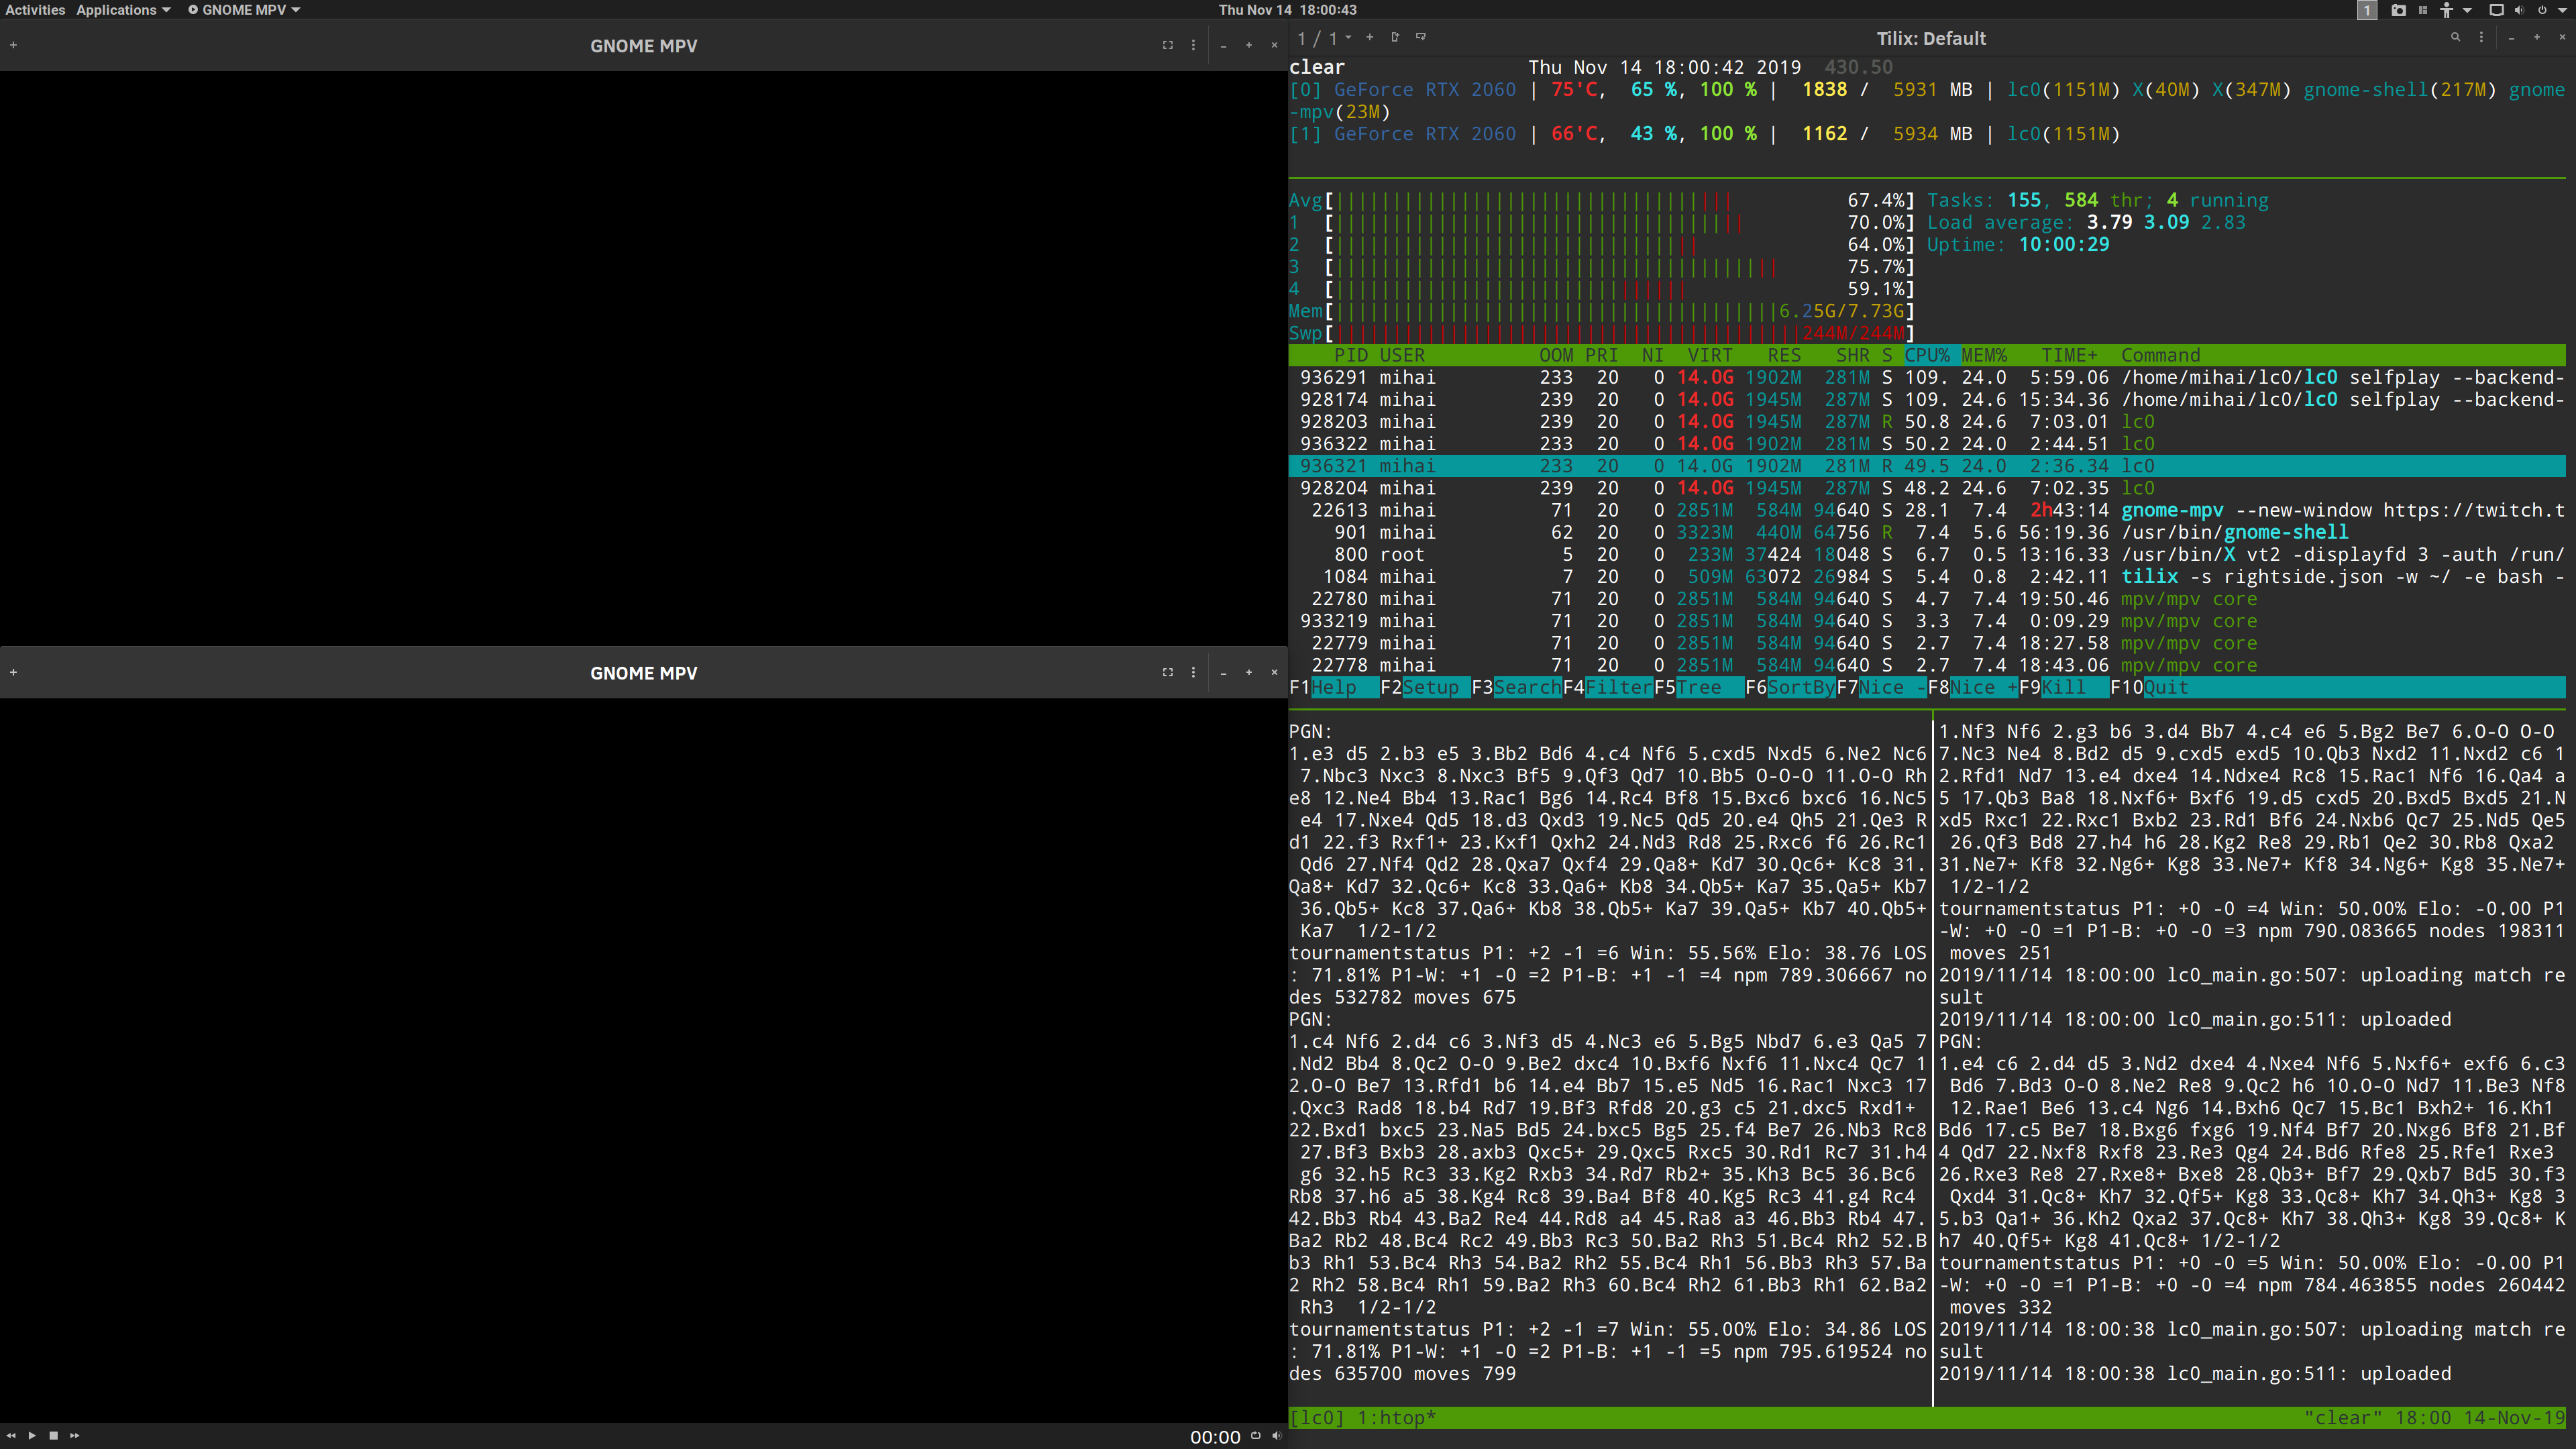 Activities Applications GNOME MPV Thu Nov 14 18:00:43 1
GNOME MPV
GNOME MPV
00:00
1 / 1 Tilix: Default
clear Thu Nov 14 18:00:42 2019 430.50
[0] GeForce RTX 2060 | 75'C, 65 %, 100 % | 1838 / 5931 MB | lc0(1151M) X(40M) X(347M) gnome-shell(217M) gnome
-mpv(23M)
[1] GeForce RTX 2060 | 66'C, 43 %, 100 % | 1162 / 5934 MB | lc0(1151M)
Avg[ 67.4%] Tasks: 155, 584 thr; 4 running
1 [ 70.0%] Load average: 3.79 3.09 2.83
2 [ 64.0%] Uptime: 10:00:29
3 [ 75.7%]
4 [ 59.1%]
Mem[ 6.25G/7.73G]
Swp[ 244M/244M]
PID USER OOM PRI NI VIRT RES SHR S CPU% MEM% TIME+ Command
936291 mihai 233 20 0 14.0G 1902M 281M S 109. 24.0 5:59.06 /home/mihai/lc0/lc0 selfplay --backend-
928174 mihai 239 20 0 14.0G 1945M 287M S 109. 24.6 15:34.36 /home/mihai/lc0/lc0 selfplay --backend-
928203 mihai 239 20 0 14.0G 1945M 287M R 50.8 24.6 7:03.01 lc0
936322 mihai 233 20 0 14.0G 1902M 281M S 50.2 24.0 2:44.51 lc0
936321 mihai 233 20 0 14.0G 1902M 281M R 49.5 24.0 2:36.34 lc0
928204 mihai 239 20 0 14.0G 1945M 287M S 48.2 24.6 7:02.35 lc0
22613 mihai 71 20 0 2851M 584M 94640 S 28.1 7.4 2h43:14 gnome-mpv --new-window https://twitch.t
901 mihai 62 20 0 3323M 440M 64756 R 7.4 5.6 56:19.36 /usr/bin/gnome-shell
800 root 5 20 0 233M 37424 18048 S 6.7 0.5 13:16.33 /usr/bin/X vt2 -displayfd 3 -auth /run/
1084 mihai 7 20 0 509M 63072 26984 S 5.4 0.8 2:42.11 tilix -s rightside.json -w ~/ -e bash -
22780 mihai 71 20 0 2851M 584M 94640 S 4.7 7.4 19:50.46 mpv/mpv core
933219 mihai 71 20 0 2851M 584M 94640 S 3.3 7.4 0:09.29 mpv/mpv core
22779 mihai 71 20 0 2851M 584M 94640 S 2.7 7.4 18:27.58 mpv/mpv core
22778 mihai 71 20 0 2851M 584M 94640 S 2.7 7.4 18:43.06 mpv/mpv core
F1Help F2Setup F3SearchF4FilterF5Tree F6SortByF7Nice -F8Nice +F9Kill F10Quit
PGN:
1.e3 d5 2.b3 e5 3.Bb2 Bd6 4.c4 Nf6 5.cxd5 Nxd5 6.Ne2 Nc6
7.Nbc3 Nxc3 8.Nxc3 Bf5 9.Qf3 Qd7 10.Bb5 O-O-O 11.O-O Rh
e8 12.Ne4 Bb4 13.Rac1 Bg6 14.Rc4 Bf8 15.Bxc6 bxc6 16.Nc5
e4 17.Nxe4 Qd5 18.d3 Qxd3 19.Nc5 Qd5 20.e4 Qh5 21.Qe3 R
d1 22.f3 Rxf1+ 23.Kxf1 Qxh2 24.Nd3 Rd8 25.Rxc6 f6 26.Rc1
Qd6 27.Nf4 Qd2 28.Qxa7 Qxf4 29.Qa8+ Kd7 30.Qc6+ Kc8 31.
Qa8+ Kd7 32.Qc6+ Kc8 33.Qa6+ Kb8 34.Qb5+ Ka7 35.Qa5+ Kb7
36.Qb5+ Kc8 37.Qa6+ Kb8 38.Qb5+ Ka7 39.Qa5+ Kb7 40.Qb5+
Ka7 1/2-1/2
tournamentstatus P1: +2 -1 =6 Win: 55.56% Elo: 38.76 LOS
: 71.81% P1-W: +1 -0 =2 P1-B: +1 -1 =4 npm 789.306667 no
des 532782 moves 675
PGN:
1.c4 Nf6 2.d4 c6 3.Nf3 d5 4.Nc3 e6 5.Bg5 Nbd7 6.e3 Qa5 7
.Nd2 Bb4 8.Qc2 O-O 9.Be2 dxc4 10.Bxf6 Nxf6 11.Nxc4 Qc7 1
2.O-O Be7 13.Rfd1 b6 14.e4 Bb7 15.e5 Nd5 16.Rac1 Nxc3 17
.Qxc3 Rad8 18.b4 Rd7 19.Bf3 Rfd8 20.g3 c5 21.dxc5 Rxd1+
22.Bxd1 bxc5 23.Na5 Bd5 24.bxc5 Bg5 25.f4 Be7 26.Nb3 Rc8
27.Bf3 Bxb3 28.axb3 Qxc5+ 29.Qxc5 Rxc5 30.Rd1 Rc7 31.h4
g6 32.h5 Rc3 33.Kg2 Rxb3 34.Rd7 Rb2+ 35.Kh3 Bc5 36.Bc6
Rb8 37.h6 a5 38.Kg4 Rc8 39.Ba4 Bf8 40.Kg5 Rc3 41.g4 Rc4
42.Bb3 Rb4 43.Ba2 Re4 44.Rd8 a4 45.Ra8 a3 46.Bb3 Rb4 47.
Ba2 Rb2 48.Bc4 Rc2 49.Bb3 Rc3 50.Ba2 Rh3 51.Bc4 Rh2 52.B
b3 Rh1 53.Bc4 Rh3 54.Ba2 Rh2 55.Bc4 Rh1 56.Bb3 Rh3 57.Ba
2 Rh2 58.Bc4 Rh1 59.Ba2 Rh3 60.Bc4 Rh2 61.Bb3 Rh1 62.Ba2
Rh3 1/2-1/2
tournamentstatus P1: +2 -1 =7 Win: 55.00% Elo: 34.86 LOS
: 71.81% P1-W: +1 -0 =2 P1-B: +1 -1 =5 npm 795.619524 no
des 635700 moves 799
1.Nf3 Nf6 2.g3 b6 3.d4 Bb7 4.c4 e6 5.Bg2 Be7 6.O-O O-O
7.Nc3 Ne4 8.Bd2 d5 9.cxd5 exd5 10.Qb3 Nxd2 11.Nxd2 c6 1
2.Rfd1 Nd7 13.e4 dxe4 14.Ndxe4 Rc8 15.Rac1 Nf6 16.Qa4 a
5 17.Qb3 Ba8 18.Nxf6+ Bxf6 19.d5 cxd5 20.Bxd5 Bxd5 21.N
xd5 Rxc1 22.Rxc1 Bxb2 23.Rd1 Bf6 24.Nxb6 Qc7 25.Nd5 Qe5
26.Qf3 Bd8 27.h4 h6 28.Kg2 Re8 29.Rb1 Qe2 30.Rb8 Qxa2
31.Ne7+ Kf8 32.Ng6+ Kg8 33.Ne7+ Kf8 34.Ng6+ Kg8 35.Ne7+
1/2-1/2
tournamentstatus P1: +0 -0 =4 Win: 50.00% Elo: -0.00 P1
-W: +0 -0 =1 P1-B: +0 -0 =3 npm 790.083665 nodes 198311
moves 251
2019/11/14 18:00:00 lc0_main.go:507: uploading match re
sult
2019/11/14 18:00:00 lc0_main.go:511: uploaded
PGN:
1.e4 c6 2.d4 d5 3.Nd2 dxe4 4.Nxe4 Nf6 5.Nxf6+ exf6 6.c3
Bd6 7.Bd3 O-O 8.Ne2 Re8 9.Qc2 h6 10.O-O Nd7 11.Be3 Nf8
12.Rae1 Be6 13.c4 Ng6 14.Bxh6 Qc7 15.Bc1 Bxh2+ 16.Kh1
Bd6 17.c5 Be7 18.Bxg6 fxg6 19.Nf4 Bf7 20.Nxg6 Bf8 21.Bf
4 Qd7 22.Nxf8 Rxf8 23.Re3 Qg4 24.Bd6 Rfe8 25.Rfe1 Rxe3
26.Rxe3 Re8 27.Rxe8+ Bxe8 28.Qb3+ Bf7 29.Qxb7 Bd5 30.f3
Qxd4 31.Qc8+ Kh7 32.Qf5+ Kg8 33.Qc8+ Kh7 34.Qh3+ Kg8 3
5.b3 Qa1+ 36.Kh2 Qxa2 37.Qc8+ Kh7 38.Qh3+ Kg8 39.Qc8+ K
h7 40.Qf5+ Kg8 41.Qc8+ 1/2-1/2
tournamentstatus P1: +0 -0 =5 Win: 50.00% Elo: -0.00 P1
-W: +0 -0 =1 P1-B: +0 -0 =4 npm 784.463855 nodes 260442
moves 332
2019/11/14 18:00:38 lc0_main.go:507: uploading match re
sult
2019/11/14 18:00:38 lc0_main.go:511: uploaded
[lc0] 1:htop* "clear" 18:00 14-Nov-19